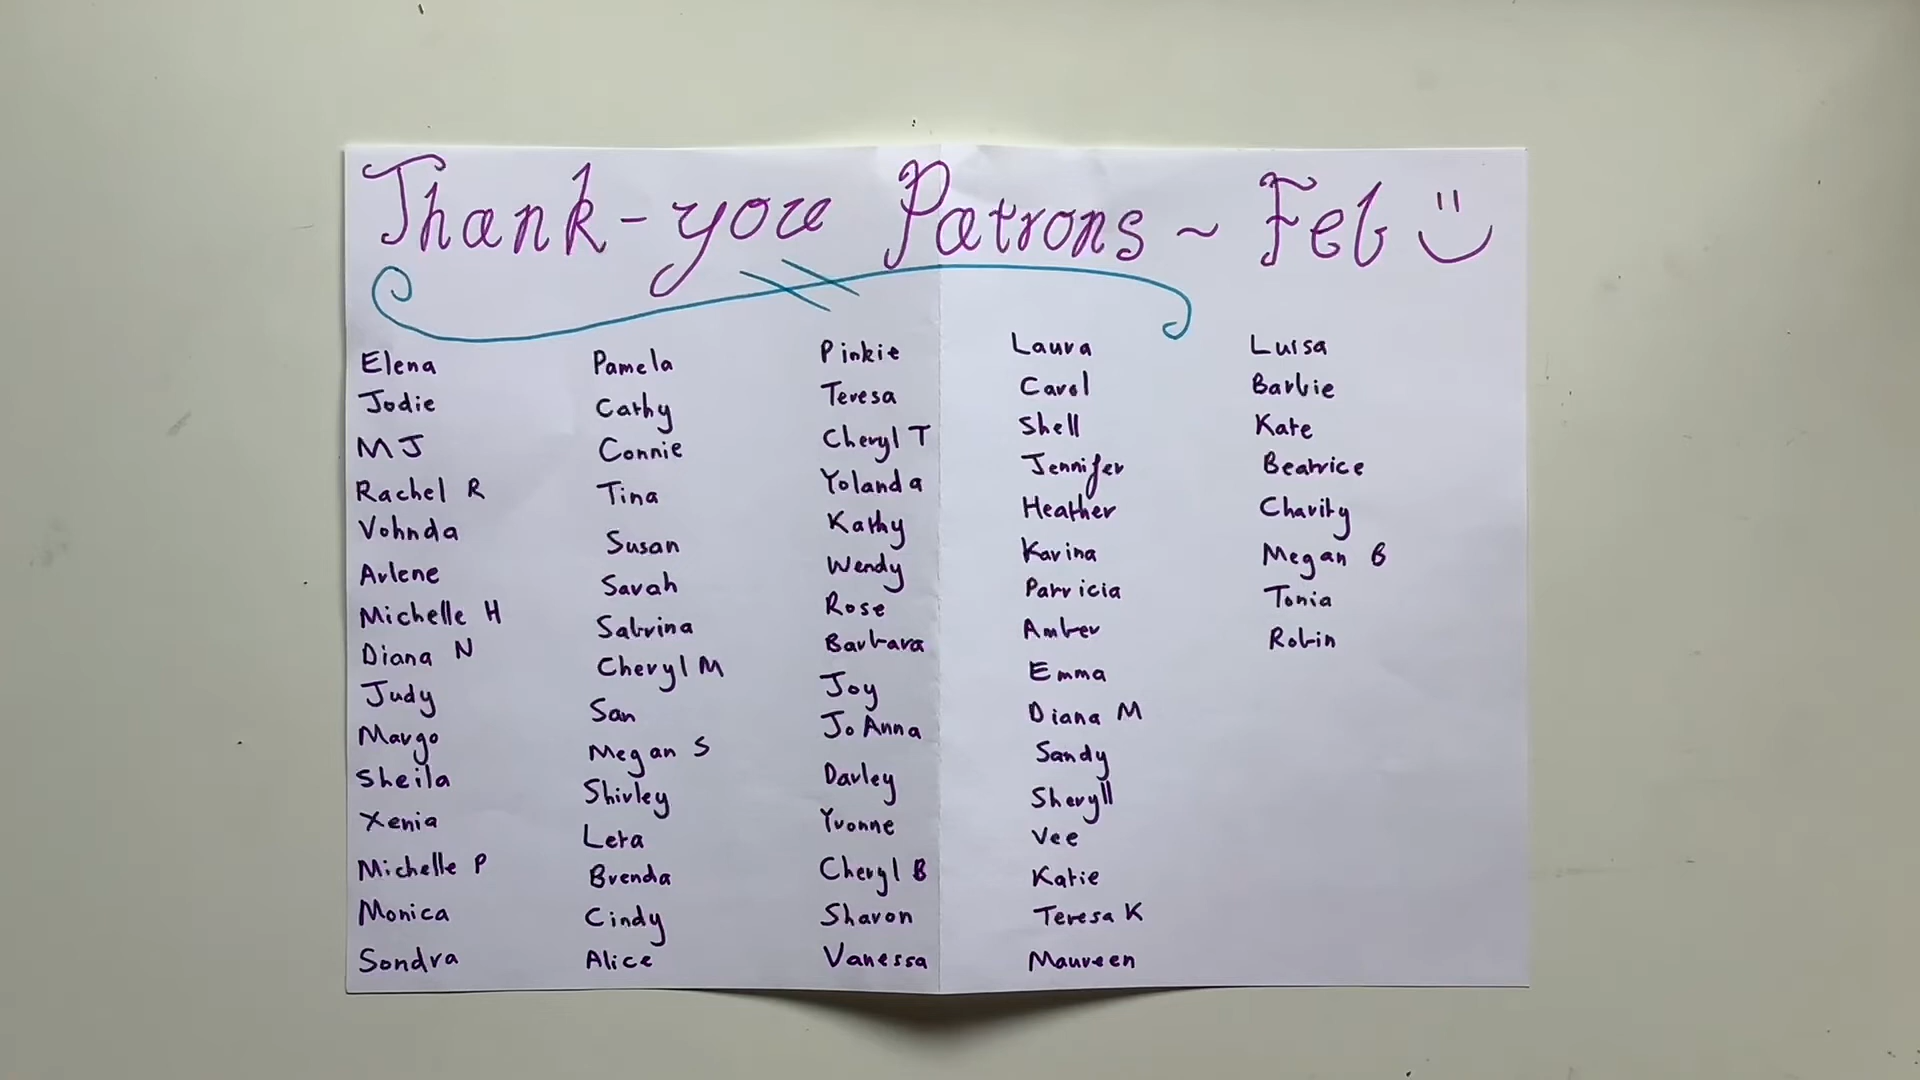 Thank-you Patrons ~ Feb
Elena
Jodie
MJ
Rachel R
Vohnda
Arlene
Michelle H
Diana N
Judy
Margo
Sheila
Xenia
Michelle P
Monica
Sondra
Pamela
Cathy
Connie
Tina
Susan
Sarah
Sabrina
Cheryl M
San
Megan S
Shirley
Leta
Brenda
Cindy
Alice
Pinkie
Teresa
Cheryl T
Yolanda
Kathy
Wendy
Rose
Barbara
Joy
JoAnna
Darley
Yvonne
Cheryl B
Sharon
Vanessa
Laura
Carol
Shell
Jennifer
Heather
Karina
Patricia
Amber
Emma
Diana M
Sandy
Sheryll
Vee
Katie
Teresa K
Maureen
Luisa
Barbie
Kate
Beatrice
Charity
Megan B
Tonia
Robin